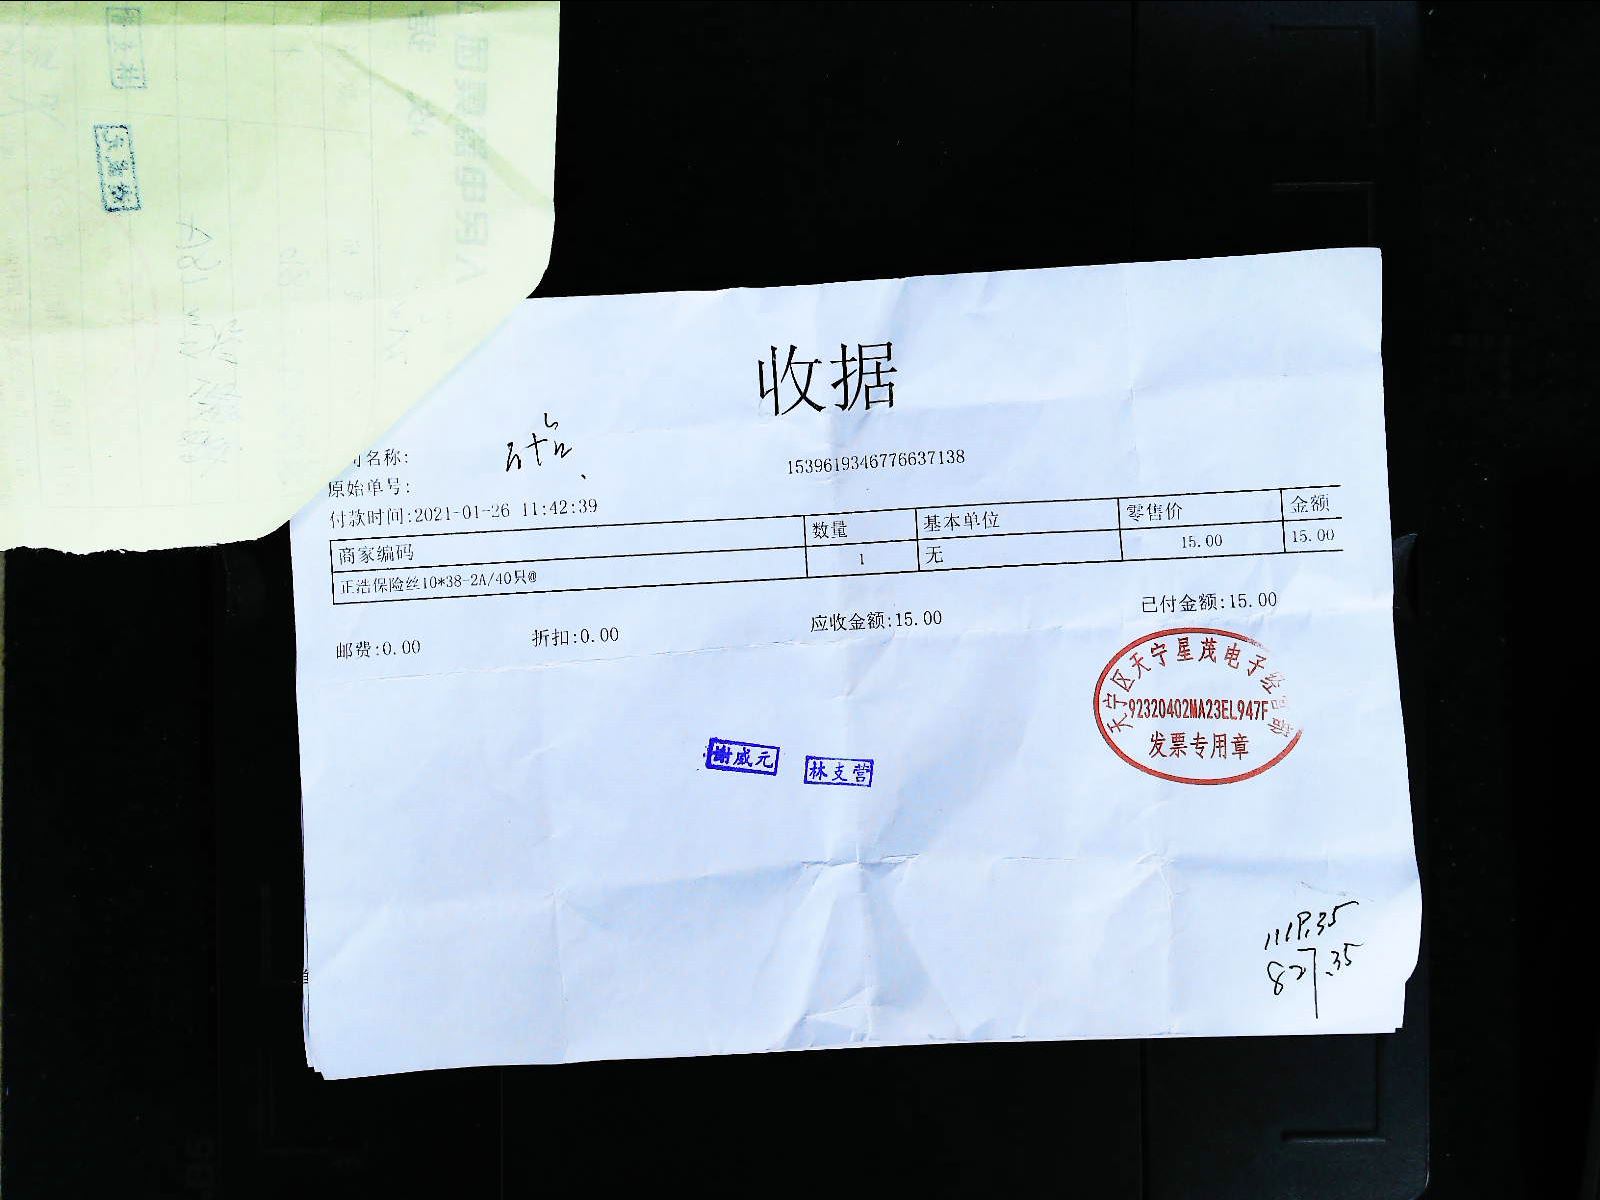 收据
名称:
1539619346776637138
原始单号:
付款时间:2021-01-26 11:42:39
商家编码 数量 基本单位 零售价 金额
正浩保险丝10*38-2A/40只@ 1 无 15.00 15.00
邮费:0.00 折扣:0.00 应收金额:15.00 已付金额:15.00
天宁区天宁星茂电子经
92320402MA23EL947F
发票专用章
谢威元 林支营
827.35